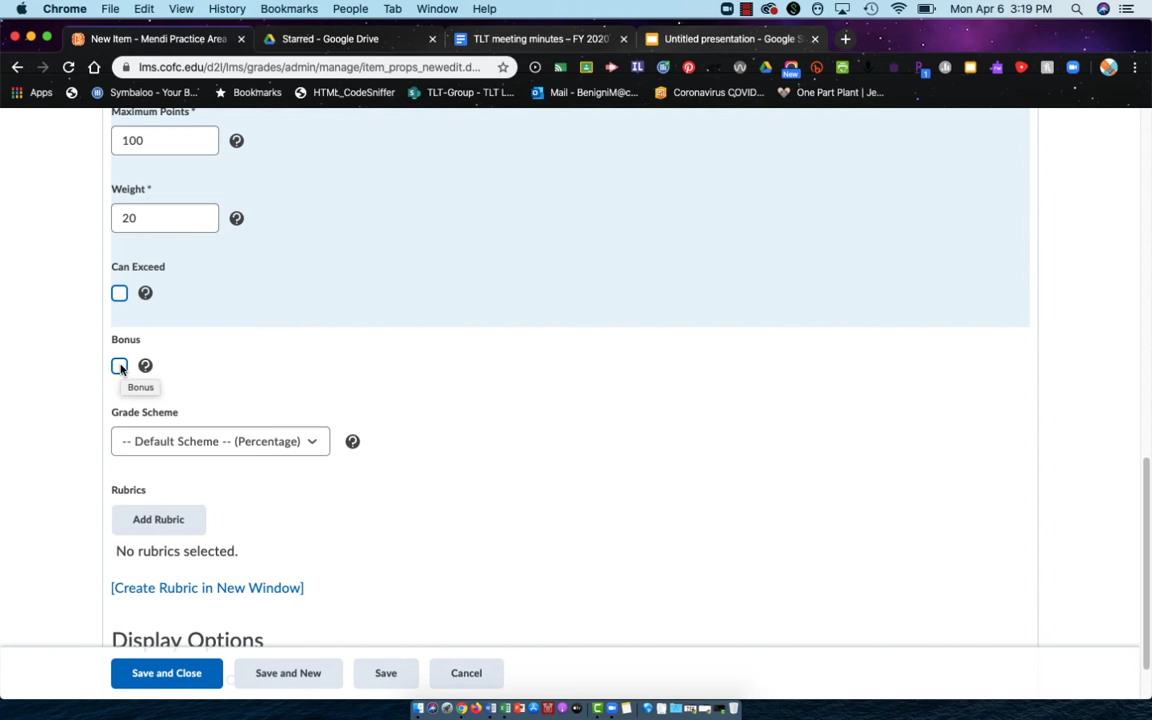 Chrome File Edit View History Bookmarks People Tab Window Help Mon Apr 6 3:19 PM
New Item - Mendi Practice Area Starred - Google Drive TLT meeting minutes – FY 2020 Untitled presentation - Google S
lms.cofc.edu/d2l/lms/grades/admin/manage/item_props_newedit.d... New 1
Apps Symbaloo - Your B... Bookmarks HTML_CodeSniffer TLT-Group - TLT L... Mail - BenigniM@c... Coronavirus COVID... One Part Plant | Je...
Maximum Points *
100
Weight *
20
Can Exceed
Bonus
Bonus
Grade Scheme
-- Default Scheme -- (Percentage)
Rubrics
Add Rubric
No rubrics selected.
[Create Rubric in New Window]
Display Options
Save and Close Save and New Save Cancel